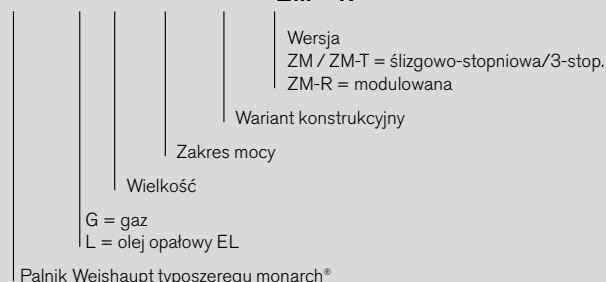 Wersja
ZM / ZM-T = ślizgowo-stopniowa/3-stop.
ZM-R = modulowana
Wariant konstrukcyjny
Zakres mocy
Wielkość
G = gaz
L = olej opałowy EL
Palnik Weishaupt typoszeregu monarch®